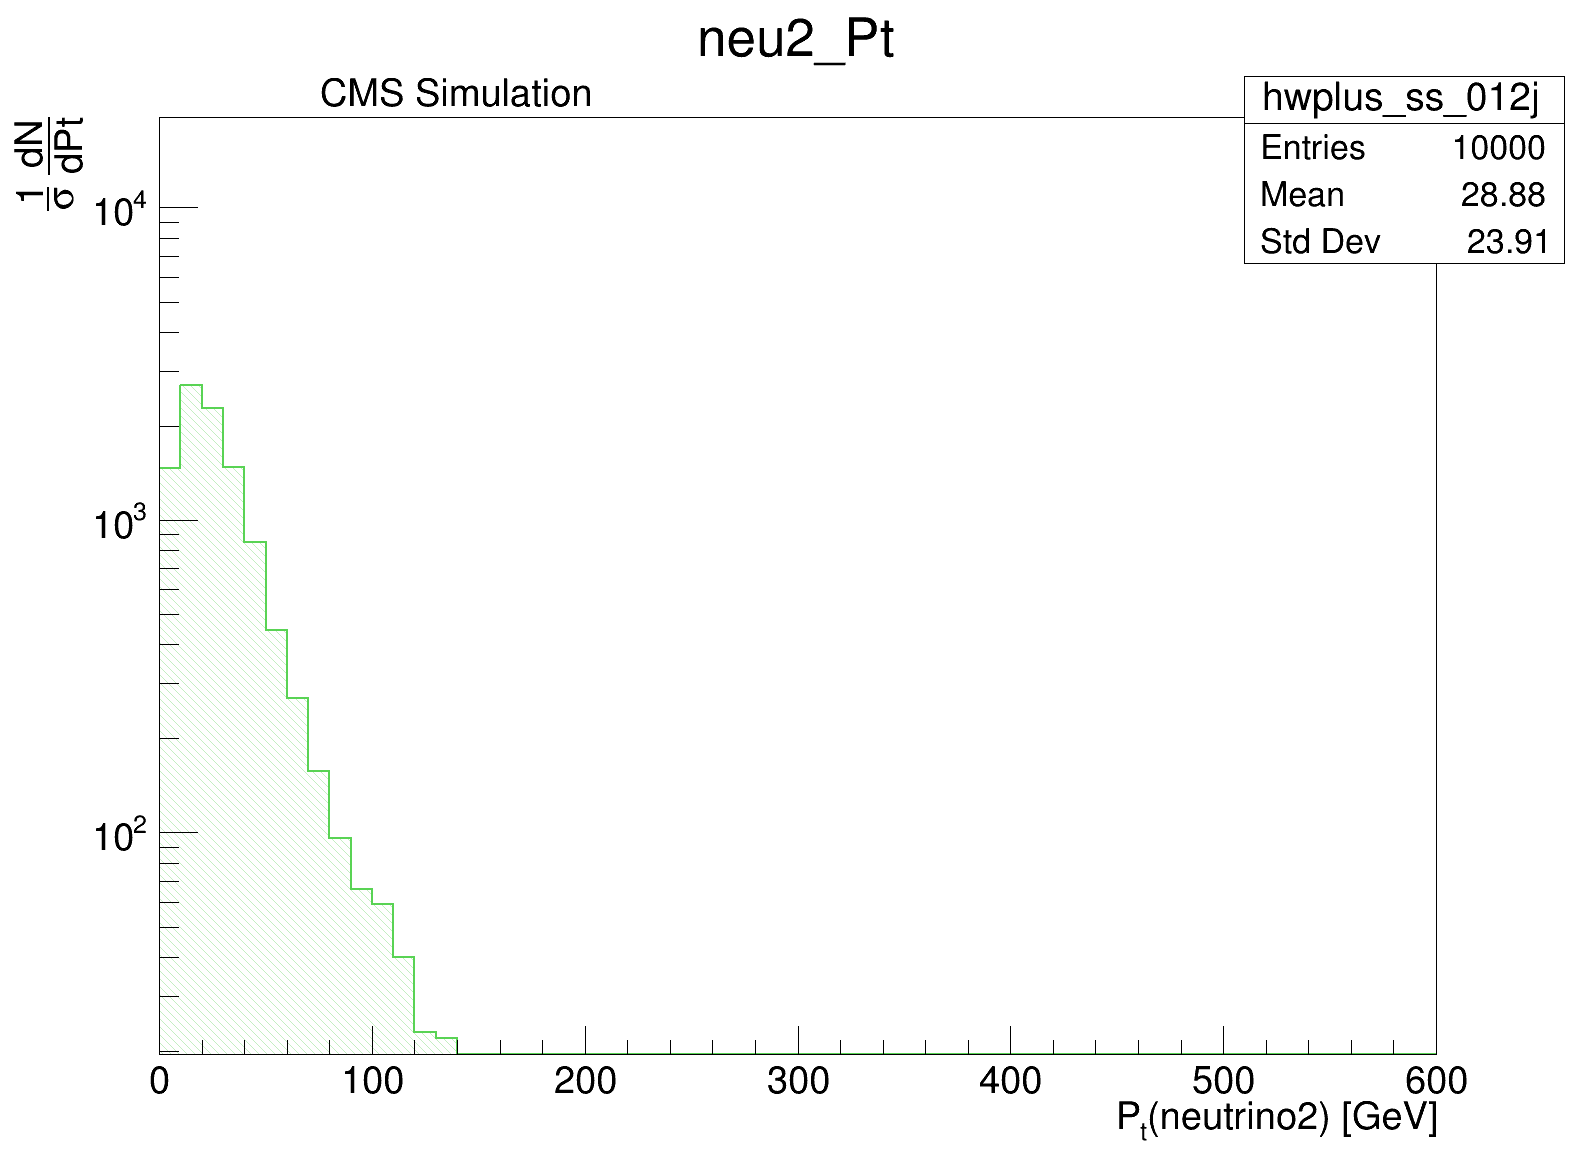 neu2_Pt
CMS Simulation
hwplus_ss_012j
Entries 10000
Mean 28.88
Std Dev 23.91
1/σ dN/dPt
10⁴
10³
10²
0 100 200 300 400 500 600
Pₜ(neutrino2) [GeV]